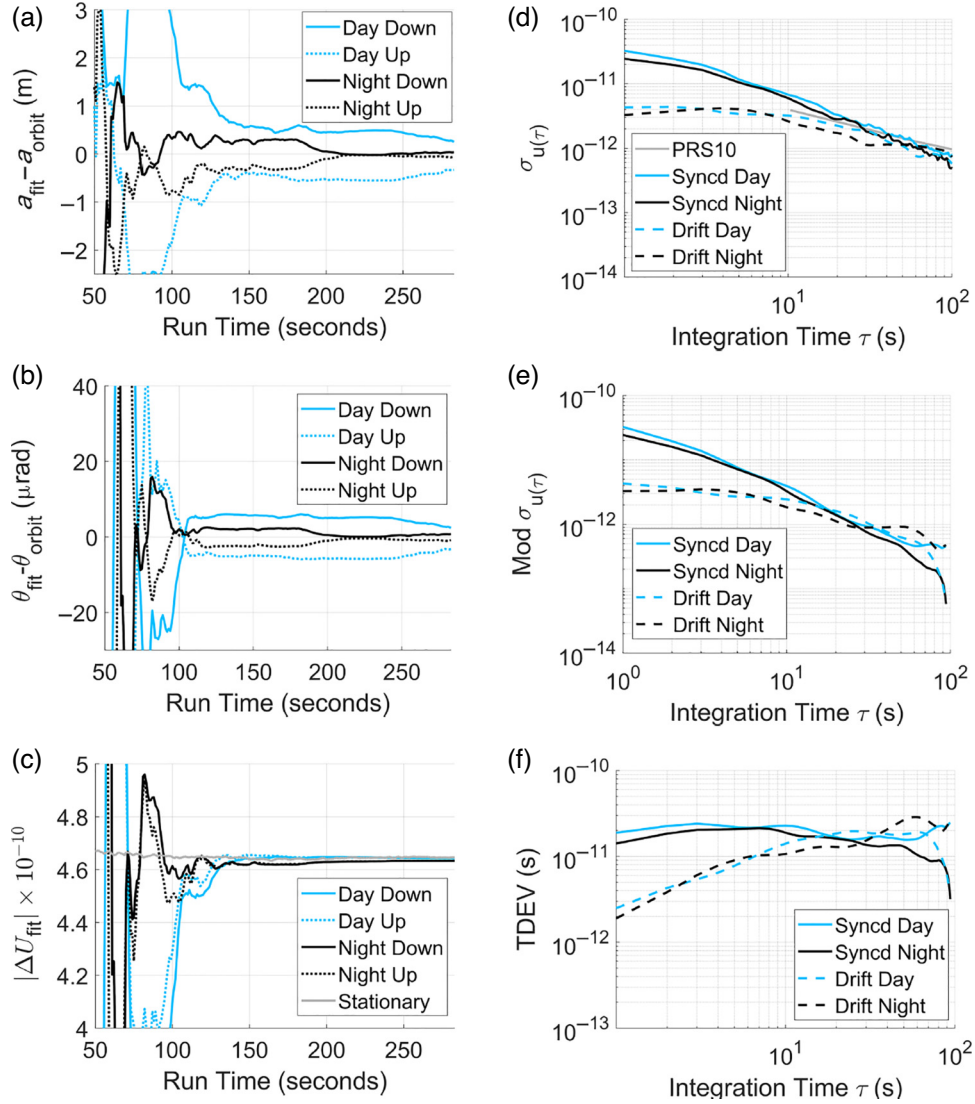 (a)
3
2
1
0
−1
−2
a_fit-a_orbit (m)
Day Down
Day Up
Night Down
Night Up
50 100 150 200 250
Run Time (seconds)
(b)
40
20
0
−20
θ_fit-θ_orbit (μrad)
Day Down
Day Up
Night Down
Night Up
50 100 150 200 250
Run Time (seconds)
(c)
5
4.8
4.6
4.4
4.2
4
|ΔU_fit| × 10^−10
Day Down
Day Up
Night Down
Night Up
Stationary
50 100 150 200 250
Run Time (seconds)
(d)
10^−10
10^−11
10^−12
10^−13
10^−14
σ_u(τ)
PRS10
Syncd Day
Syncd Night
Drift Day
Drift Night
10^1 10^2
Integration Time τ (s)
(e)
10^−10
10^−12
10^−14
Mod σ_u(τ)
Syncd Day
Syncd Night
Drift Day
Drift Night
10^0 10^1 10^2
Integration Time τ (s)
(f)
10^−10
10^−11
10^−12
10^−13
TDEV (s)
Syncd Day
Syncd Night
Drift Day
Drift Night
10^1 10^2
Integration Time τ (s)